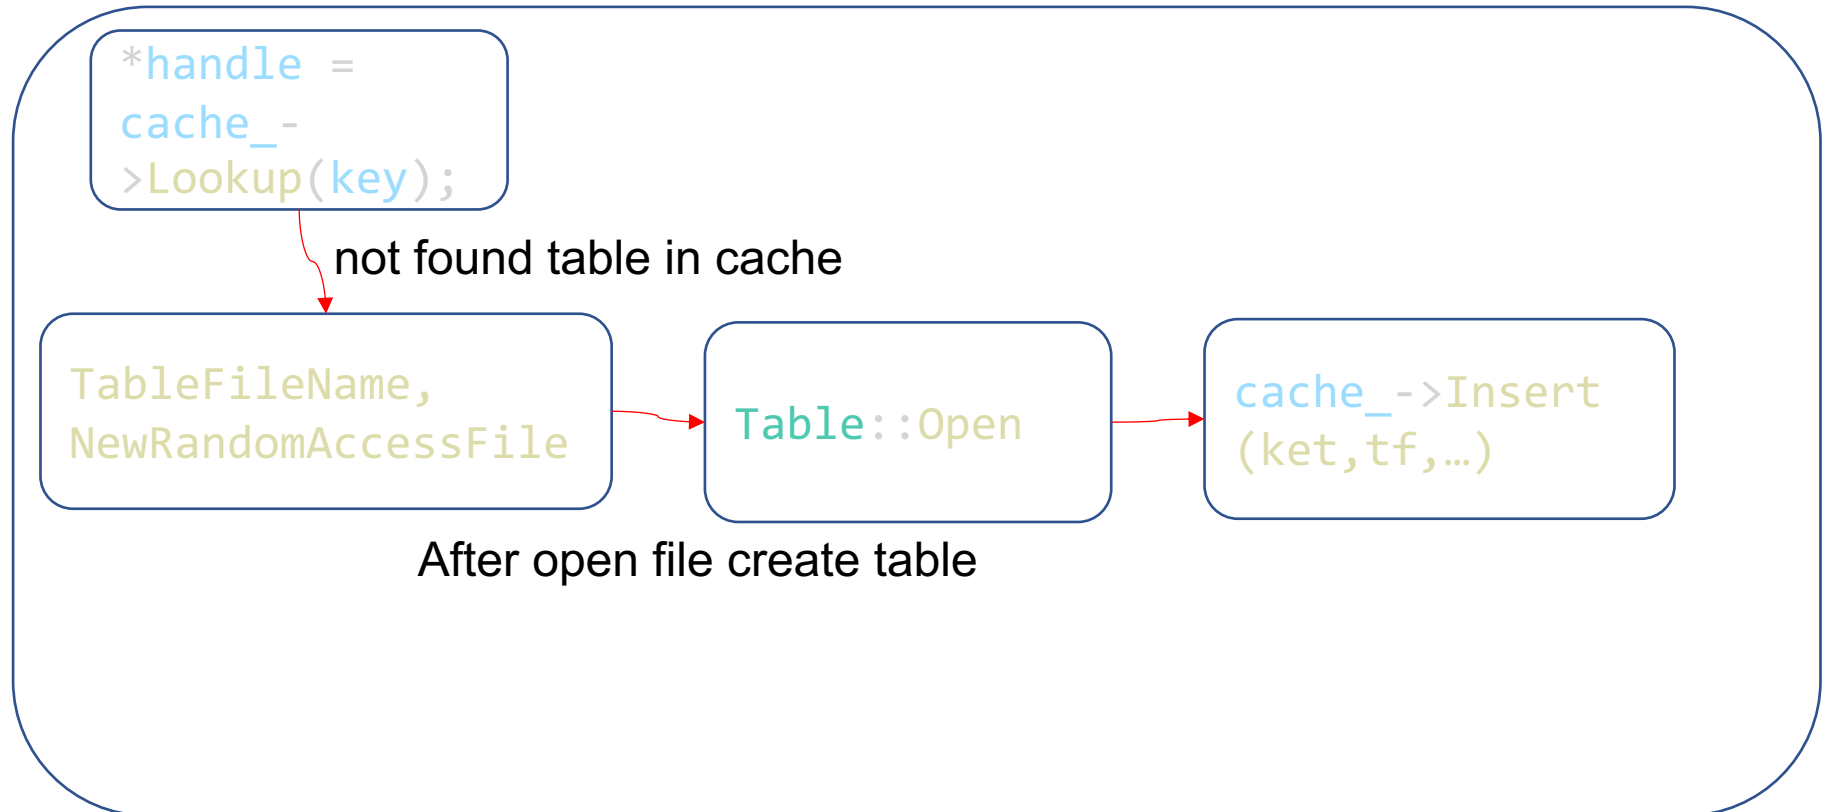 *handle =
cache_-
>Lookup(key);
not found table in cache
TableFileName,
NewRandomAccessFile
Table::Open
cache_->Insert
(ket,tf,…)
After open file create table